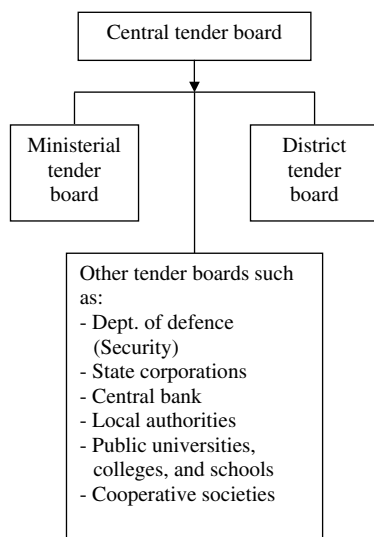 Central tender board
Ministerial
tender
board
District
tender
board
Other tender boards such
as:
- Dept. of defence
(Security)
- State corporations
- Central bank
- Local authorities
- Public universities,
colleges, and schools
- Cooperative societies